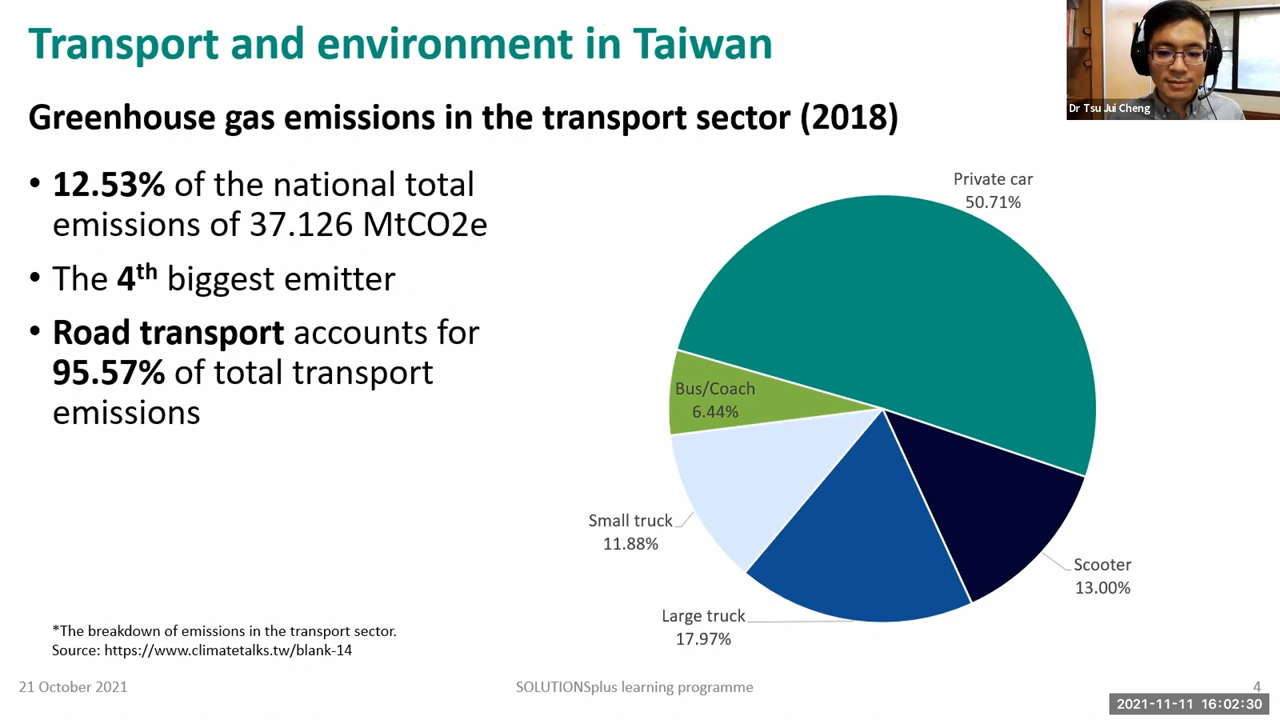 Transport and environment in Taiwan
Dr Tsu Jui Cheng
Greenhouse gas emissions in the transport sector (2018)
• 12.53% of the national total
emissions of 37.126 MtCO2e
• The 4th biggest emitter
• Road transport accounts for
95.57% of total transport
emissions
Private car
50.71%
Bus/Coach
6.44%
Small truck
11.88%
Scooter
13.00%
Large truck
17.97%
*The breakdown of emissions in the transport sector.
Source: https://www.climatetalks.tw/blank-14
21 October 2021
SOLUTIONSplus learning programme
4
2021-11-11 16:02:30